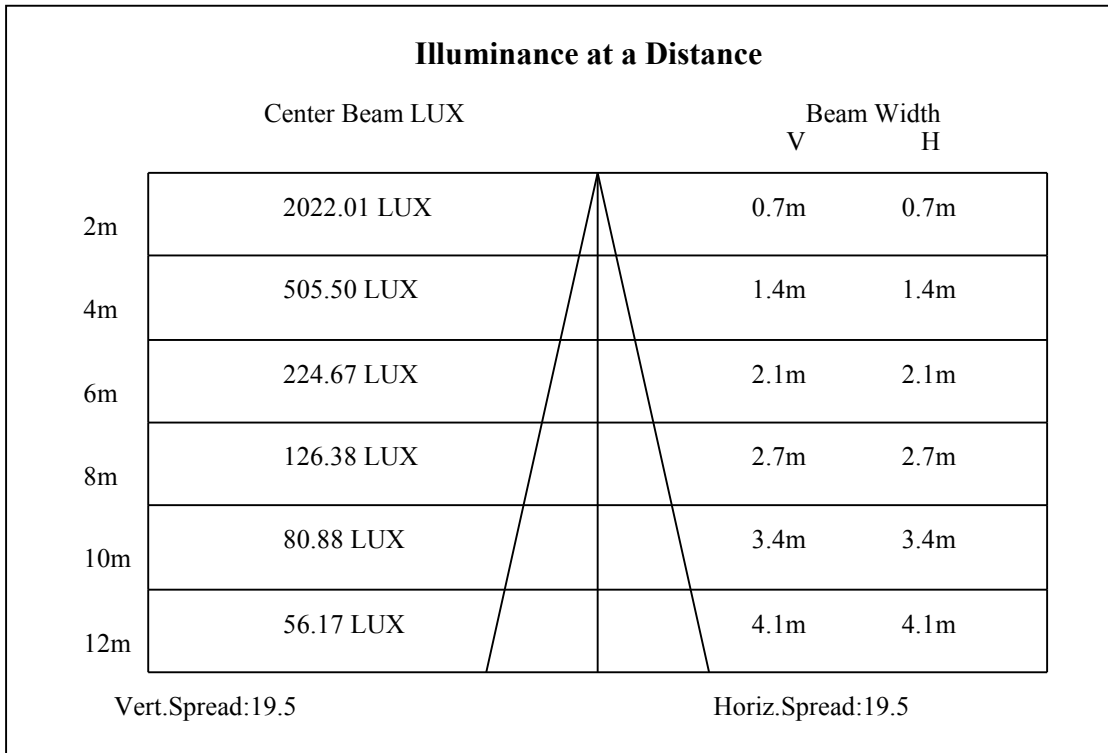 Illuminance at a Distance
Center Beam LUX Beam Width
V H
2m 2022.01 LUX 0.7m 0.7m
4m 505.50 LUX 1.4m 1.4m
6m 224.67 LUX 2.1m 2.1m
8m 126.38 LUX 2.7m 2.7m
10m 80.88 LUX 3.4m 3.4m
12m 56.17 LUX 4.1m 4.1m
Vert.Spread:19.5 Horiz.Spread:19.5